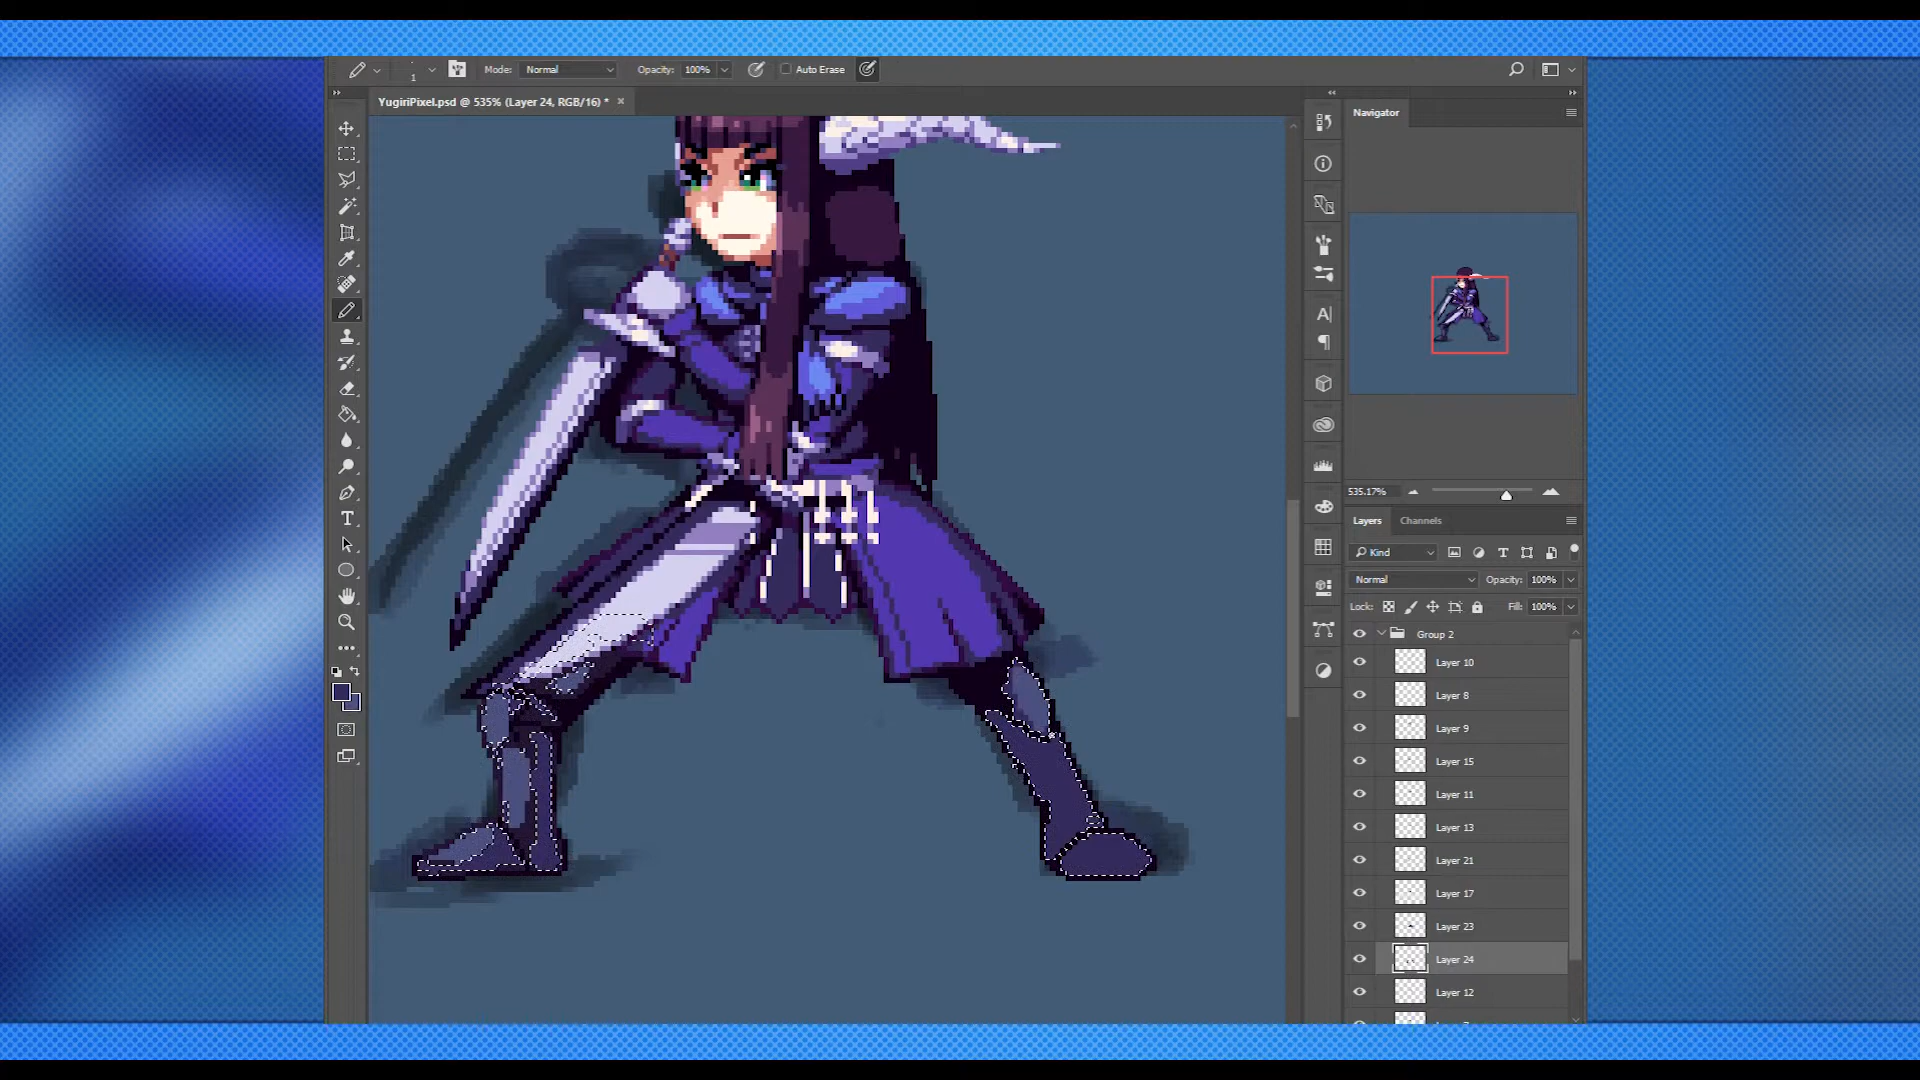 1
Mode: Normal Opacity: 100% Auto Erase
YugiriPixel.psd @ 535% (Layer 24, RGB/16) *
Navigator
535.17%
Layers Channels
Kind
Normal Opacity: 100%
Lock: Fill: 100%
Group 2
Layer 10
Layer 8
Layer 9
Layer 15
Layer 11
Layer 13
Layer 21
Layer 17
Layer 23
Layer 24
Layer 12